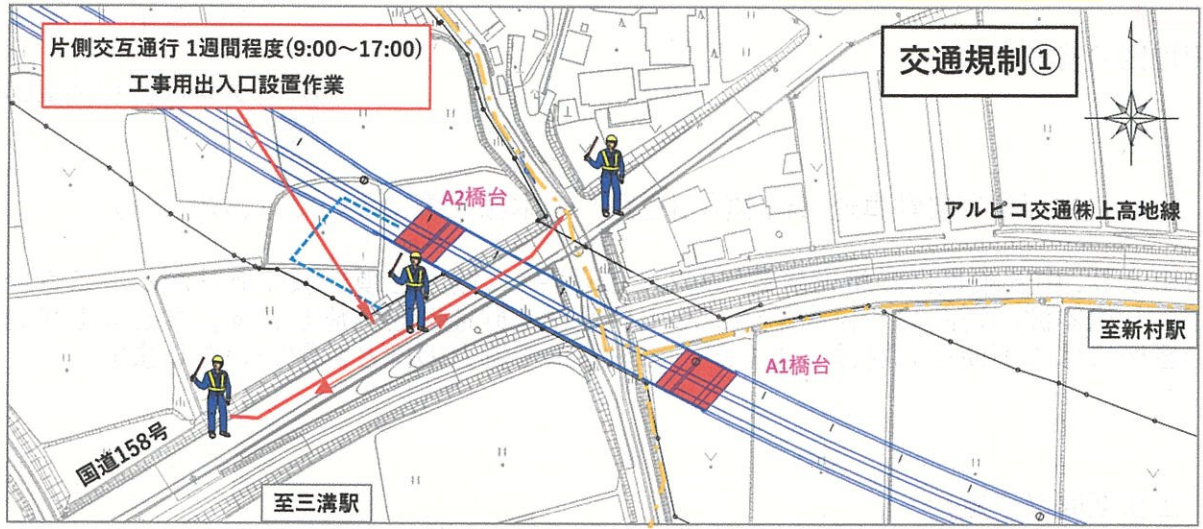 片側交互通行 1週間程度(9:00～17:00)
工事用出入口設置作業
交通規制①
A2橋台
アルピコ交通㈱上高地線
至新村駅
A1橋台
国道158号
至三溝駅